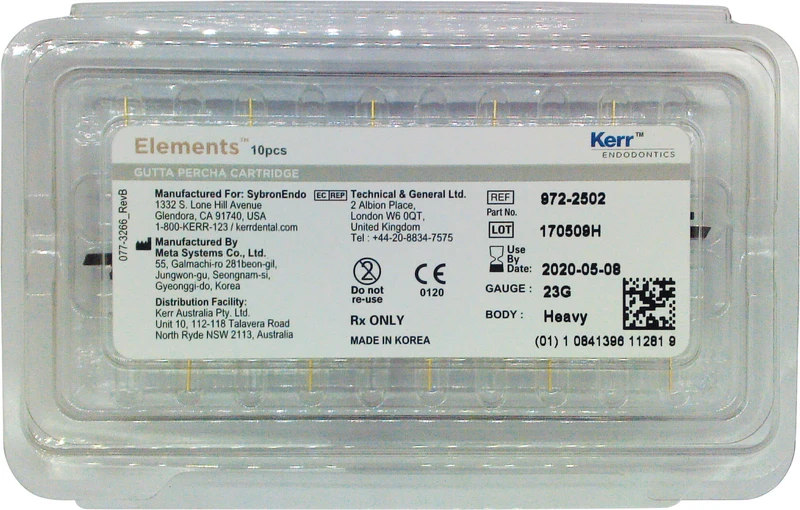 Elements™ 10pcs
Kerr™
ENDODONTICS
GUTTA PERCHA CARTRIDGE
077-3266_RevB
Manufactured For: SybronEndo
1332 S. Lone Hill Avenue
Glendora, CA 91740, USA
1-800-KERR-123 / kerrdental.com
Manufactured By
Meta Systems Co., Ltd.
55, Galmachi-ro 281beon-gil,
Jungwon-gu, Seongnam-si,
Gyeonggi-do, Korea
Distribution Facility:
Kerr Australia Pty. Ltd.
Unit 10, 112-118 Talavera Road
North Ryde NSW 2113, Australia
EC REP Technical & General Ltd.
2 Albion Place,
London W6 0QT,
United Kingdom
Tel : +44-20-8834-7575
2
Do not
re-use
CE
0120
Rx ONLY
MADE IN KOREA
REF 972-2502
Part No.
LOT 170509H
Use
By
Date: 2020-05-08
GAUGE : 23G
BODY : Heavy
(01) 1 0841396 11281 9